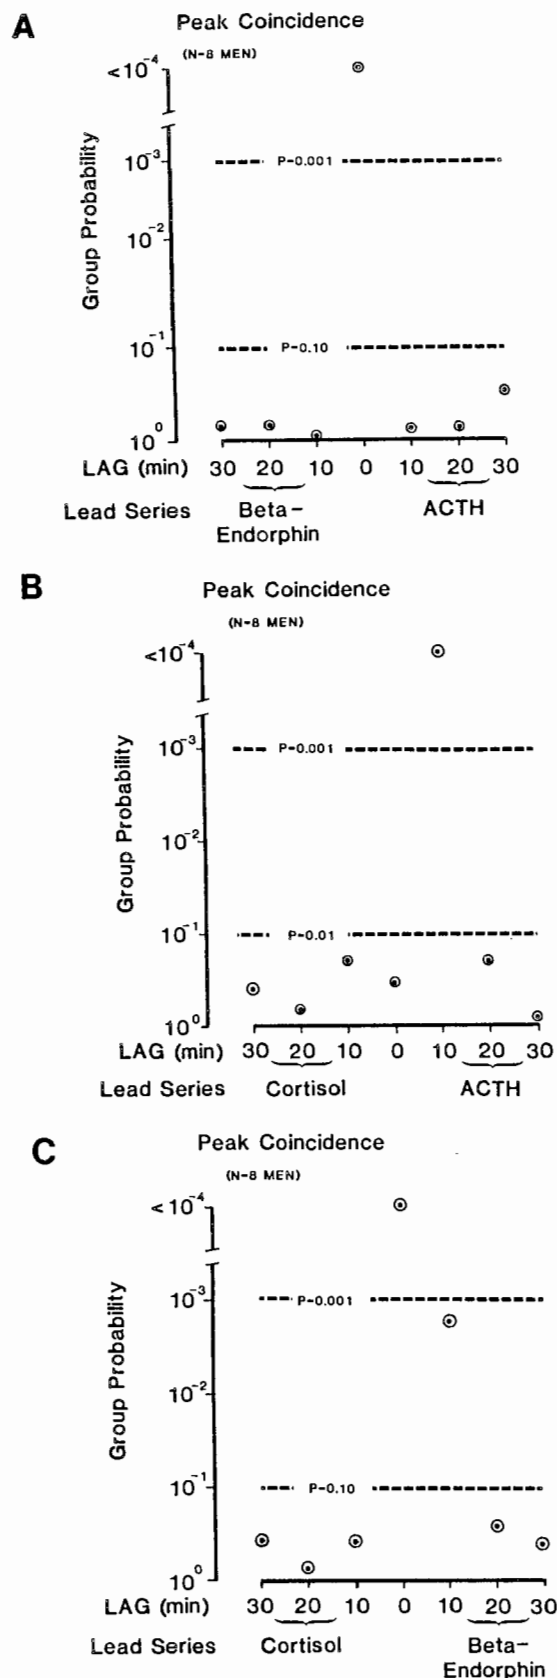 A
Peak Coincidence
(N-8 MEN)
<10⁻⁴
10⁻³
P-0.001
10⁻²
10⁻¹
P-0.10
10⁰
Group Probability
LAG (min) 30 20 10 0 10 20 30
Lead Series Beta- ACTH
Endorphin
B
Peak Coincidence
(N-8 MEN)
<10⁻⁴
10⁻³
P-0.001
10⁻²
10⁻¹
P-0.01
10⁰
Group Probability
LAG (min) 30 20 10 0 10 20 30
Lead Series Cortisol ACTH
C
Peak Coincidence
(N-8 MEN)
<10⁻⁴
10⁻³
P-0.001
10⁻²
10⁻¹
P-0.10
10⁰
Group Probability
LAG (min) 30 20 10 0 10 20 30
Lead Series Cortisol Beta-
Endorphin